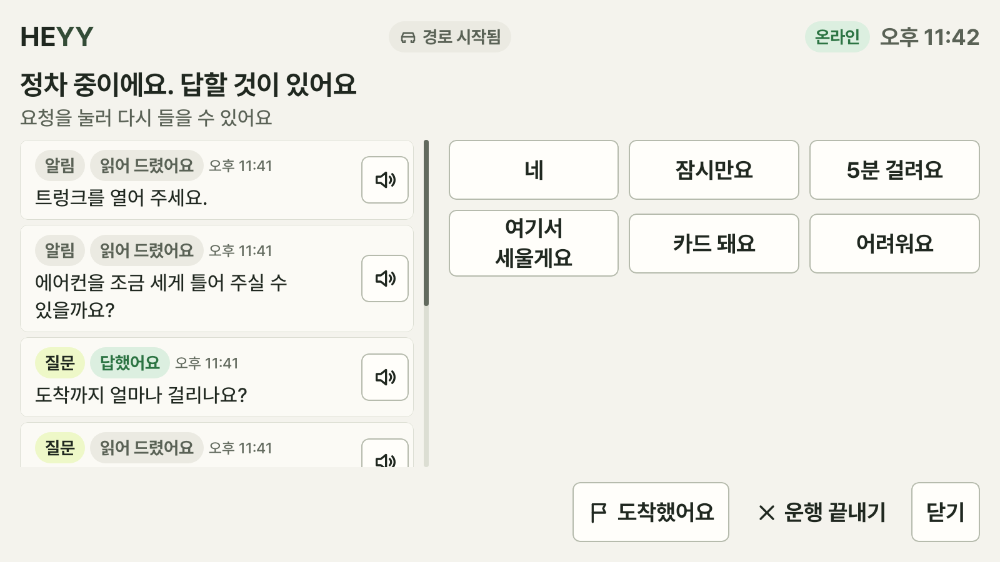 HEYY
경로 시작됨
온라인 오후 11:42
정차 중이에요. 답할 것이 있어요
요청을 눌러 다시 들을 수 있어요
알림 읽어 드렸어요 오후 11:41
트렁크를 열어 주세요.
알림 읽어 드렸어요 오후 11:41
에어컨을 조금 세게 틀어 주실 수
있을까요?
질문 답했어요 오후 11:41
도착까지 얼마나 걸리나요?
질문 읽어 드렸어요 오후 11:41
네
잠시만요
5분 걸려요
여기서
세울게요
카드 돼요
어려워요
도착했어요
운행 끝내기
닫기